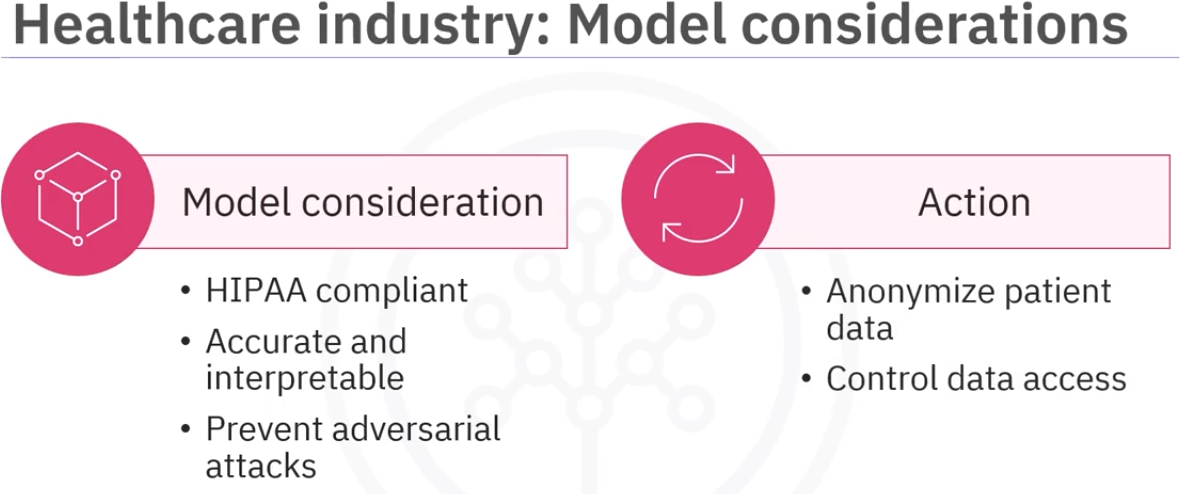 Healthcare industry: Model considerations
Model consideration
• HIPAA compliant
• Accurate and
interpretable
• Prevent adversarial
attacks
Action
• Anonymize patient
data
• Control data access